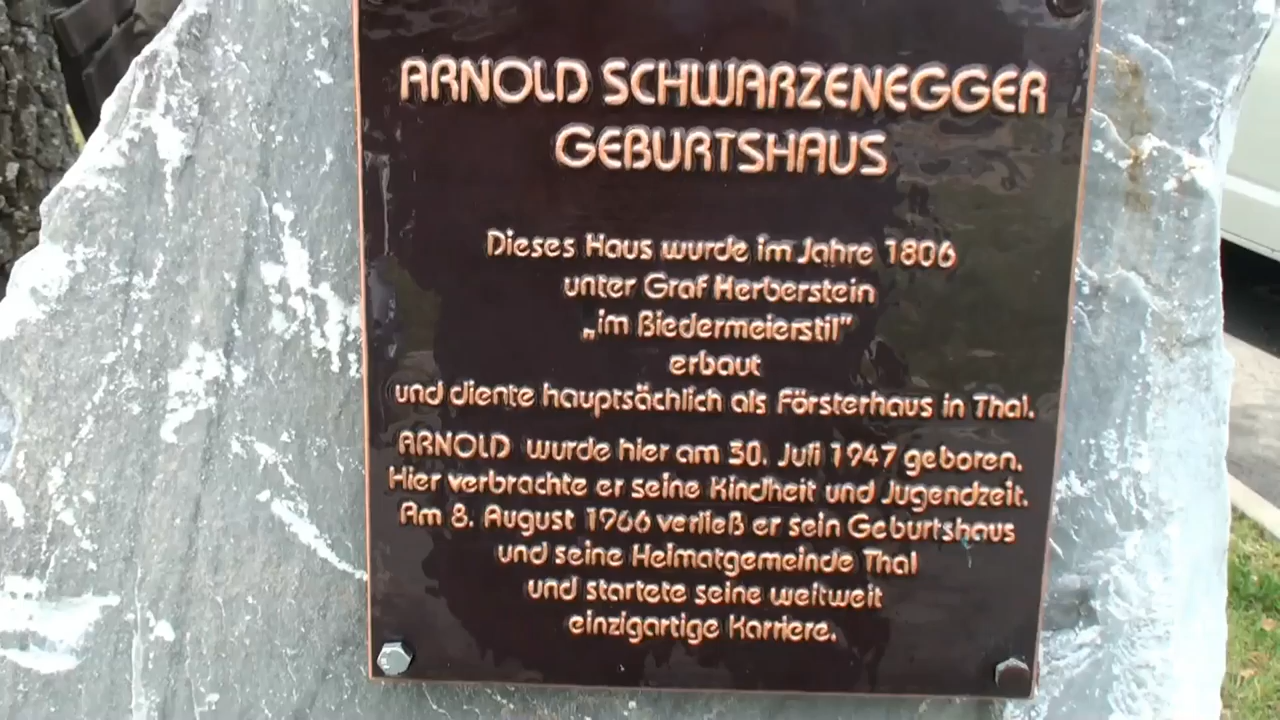 ARNOLD SCHWARZENEGGER
GEBURTSHAUS
Dieses Haus wurde im Jahre 1806
unter Graf Herberstein
„im Biedermeierstil"
erbaut
und diente hauptsächlich als Försterhaus in Thal.
ARNOLD wurde hier am 30. Juli 1947 geboren.
Hier verbrachte er seine Kindheit und Jugendzeit.
Am 8. August 1966 verließ er sein Geburtshaus
und seine Heimatgemeinde Thal
und startete seine weltweit
einzigartige Karriere.